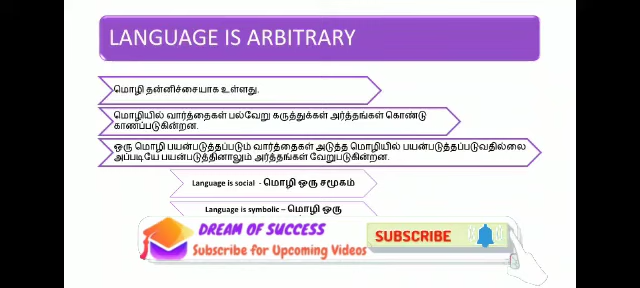 LANGUAGE IS ARBITRARY
மொழி தன்னிச்சையாக உள்ளது.
மொழியில் வார்த்தைகள் பல்வேறு கருத்துக்கள் அர்த்தங்கள் கொண்டு
காணப்படுகின்றன.
ஒரு மொழி பயன்படுத்தப்படும் வார்த்தைகள் அடுத்த மொழியில் பயன்படுத்தப்படுவதில்லை
அப்படியே பயன்படுத்தினாலும் அர்த்தங்கள் வேறுபடுகின்றன.
Language is social - மொழி ஒரு சமூகம்
Language is symbolic – மொழி ஒரு
DREAM OF SUCCESS
Subscribe for Upcoming Videos
SUBSCRIBE